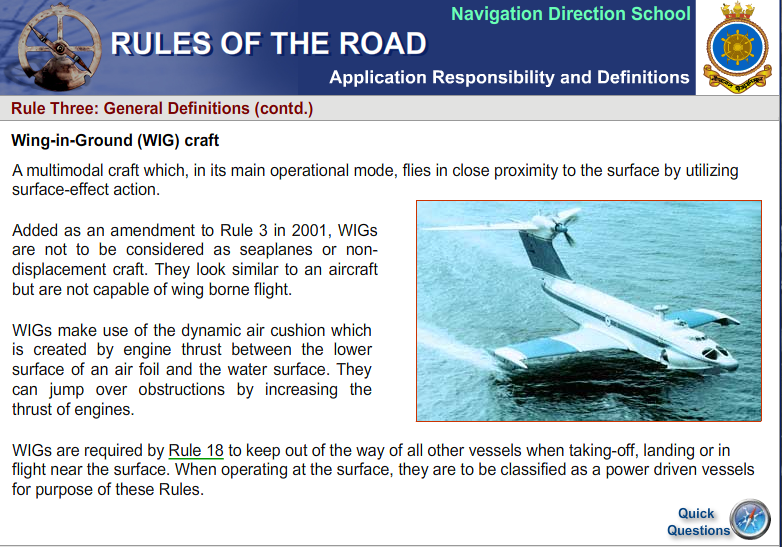 Navigation Direction School
RULES OF THE ROAD
Application Responsibility and Definitions
Rule Three: General Definitions (contd.)
Wing-in-Ground (WIG) craft
A multimodal craft which, in its main operational mode, flies in close proximity to the surface by utilizing
surface-effect action.
Added as an amendment to Rule 3 in 2001, WIGs
are not to be considered as seaplanes or non-
displacement craft. They look similar to an aircraft
but are not capable of wing borne flight.
WIGs make use of the dynamic air cushion which
is created by engine thrust between the lower
surface of an air foil and the water surface. They
can jump over obstructions by increasing the
thrust of engines.
WIGs are required by Rule 18 to keep out of the way of all other vessels when taking-off, landing or in
flight near the surface. When operating at the surface, they are to be classified as a power driven vessels
for purpose of these Rules.
Quick
Questions